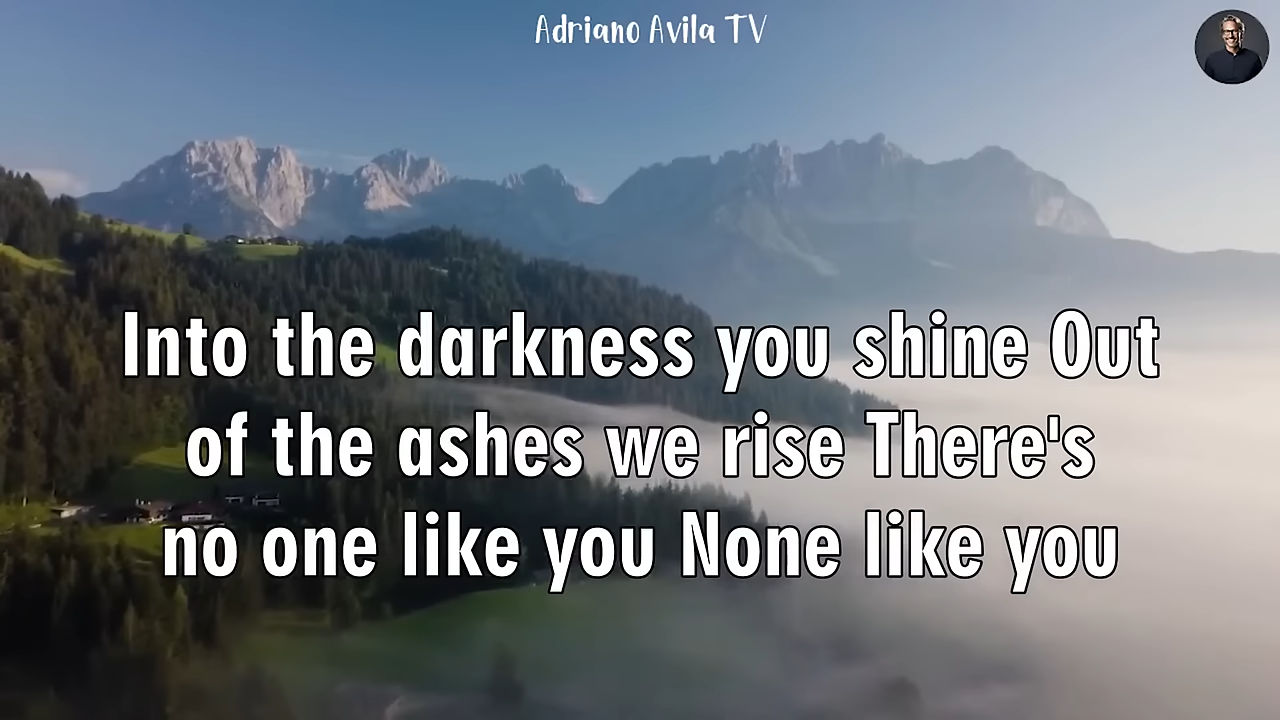 Adriano Avila TV
Into the darkness you shine Out
of the ashes we rise There's
no one like you None like you